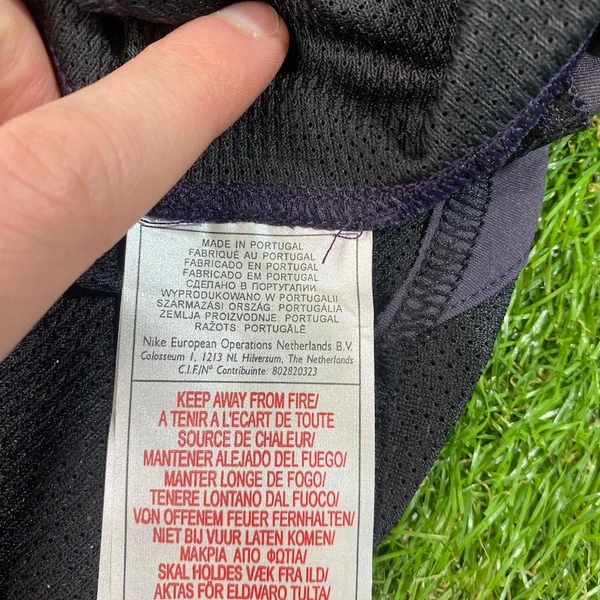 MADE IN PORTUGAL
FABRIQUÉ AU PORTUGAL
FABRICADO EN PORTUGAL
FABRICADO EM PORTUGAL
СДЕЛАНО В ПОРТУГАЛИИ
WYPRODUKOWANO W PORTUGALII
SZARMAZÁSI ORSZÁG: PORTUGÁLIA
ZEMLJA PROIZVODNJE: PORTUGAL
RAŽOTS: PORTUGĀLĒ
Nike European Operations Netherlands B.V.
Colosseum 1, 1213 NL Hilversum, The Netherlands
C.I.F/N° Contribuinte: 802820323
KEEP AWAY FROM FIRE/
A TENIR A L'ECART DE TOUTE
SOURCE DE CHALEUR/
MANTENER ALEJADO DEL FUEGO/
MANTER LONGE DE FOGO/
TENERE LONTANO DAL FUOCO/
VON OFFENEM FEUER FERNHALTEN/
NIET BIJ VUUR LATEN KOMEN/
ΜΑΚΡΙΑ ΑΠΟ ΦΩΤΙΑ/
SKAL HOLDES VÆK FRA ILD/
AKTAS FÖR ELD/VARO TULTA/